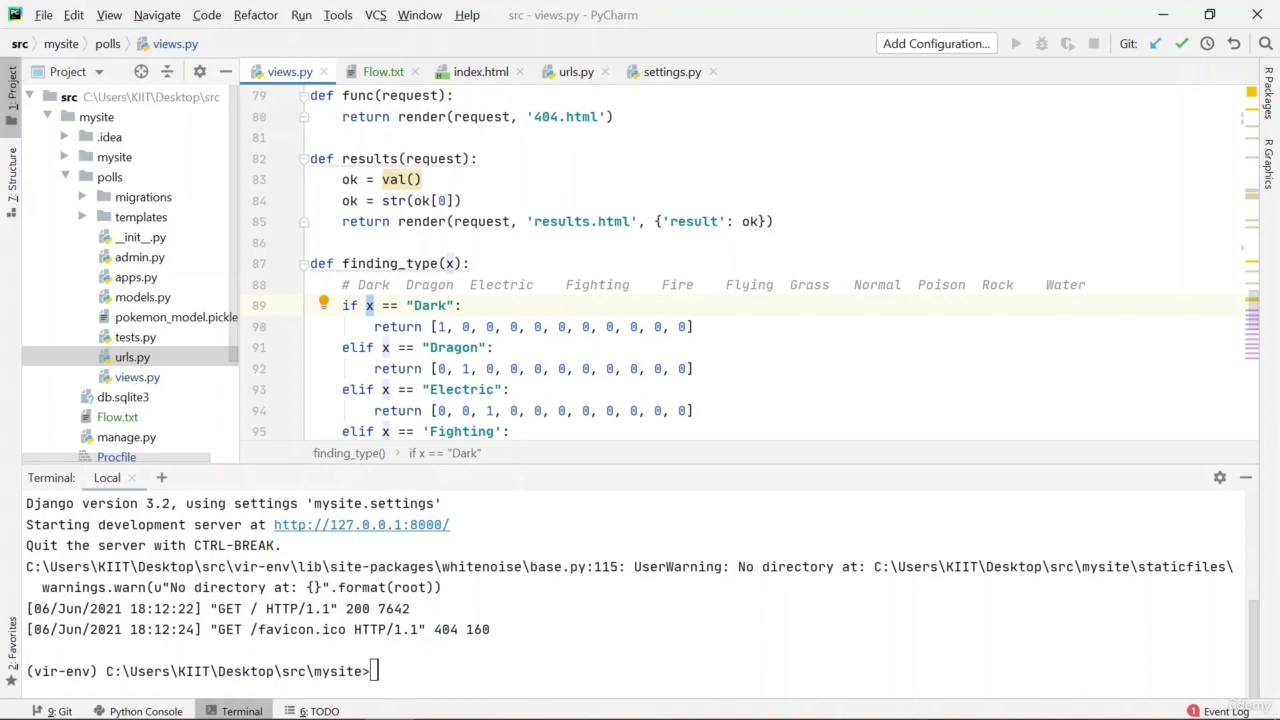 File Edit View Navigate Code Refactor Run Tools VCS Window Help src - views.py - PyCharm
src mysite polls views.py Add Configuration... Git:
Project views.py Flow.txt index.html urls.py settings.py
1: Project
Z: Structure
2: Favorites
R Packages
R Graphics
src C:\Users\KIIT\Desktop\src
mysite
.idea
mysite
polls
migrations
templates
__init__.py
admin.py
apps.py
models.py
pokemon_model.pickle
tests.py
urls.py
views.py
db.sqlite3
Flow.txt
manage.py
Procfile
79 def func(request):
80 return render(request, '404.html')
81
82 def results(request):
83 ok = val()
84 ok = str(ok[0])
85 return render(request, 'results.html', {'result': ok})
86
87 def finding_type(x):
88 # Dark Dragon Electric Fighting Fire Flying Grass Normal Poison Rock Water
89 if x == "Dark":
90 return [1, 0, 0, 0, 0, 0, 0, 0, 0, 0, 0]
91 elif x == "Dragon":
92 return [0, 1, 0, 0, 0, 0, 0, 0, 0, 0, 0]
93 elif x == "Electric":
94 return [0, 0, 1, 0, 0, 0, 0, 0, 0, 0, 0]
95 elif x == 'Fighting':
finding_type() if x == "Dark"
Terminal: Local
Django version 3.2, using settings 'mysite.settings'
Starting development server at http://127.0.0.1:8000/
Quit the server with CTRL-BREAK.
C:\Users\KIIT\Desktop\src\vir-env\lib\site-packages\whitenoise\base.py:115: UserWarning: No directory at: C:\Users\KIIT\Desktop\src\mysite\staticfiles\
warnings.warn(u"No directory at: {}".format(root))
[06/Jun/2021 18:12:22] "GET / HTTP/1.1" 200 7642
[06/Jun/2021 18:12:24] "GET /favicon.ico HTTP/1.1" 404 160
(vir-env) C:\Users\KIIT\Desktop\src\mysite>
9: Git Python Console Terminal 6: TODO 1 Event Log
udemy